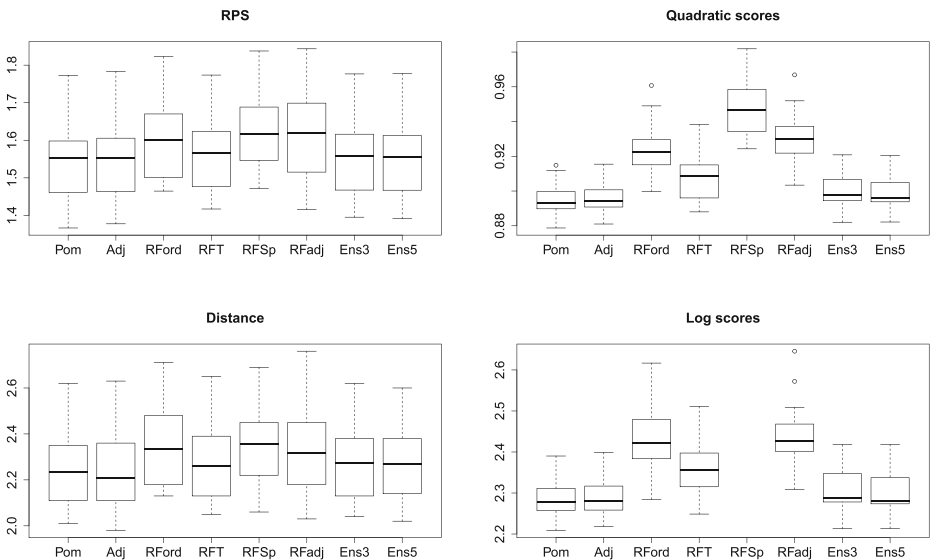 RPS
1.8
1.7
1.6
1.5
1.4
Pom Adj RFord RFT RFSp RFadj Ens3 Ens5
Quadratic scores
0.96
0.92
0.88
Pom Adj RFord RFT RFSp RFadj Ens3 Ens5
Distance
2.6
2.4
2.2
2.0
Pom Adj RFord RFT RFSp RFadj Ens3 Ens5
Log scores
2.6
2.5
2.4
2.3
2.2
Pom Adj RFord RFT RFSp RFadj Ens3 Ens5